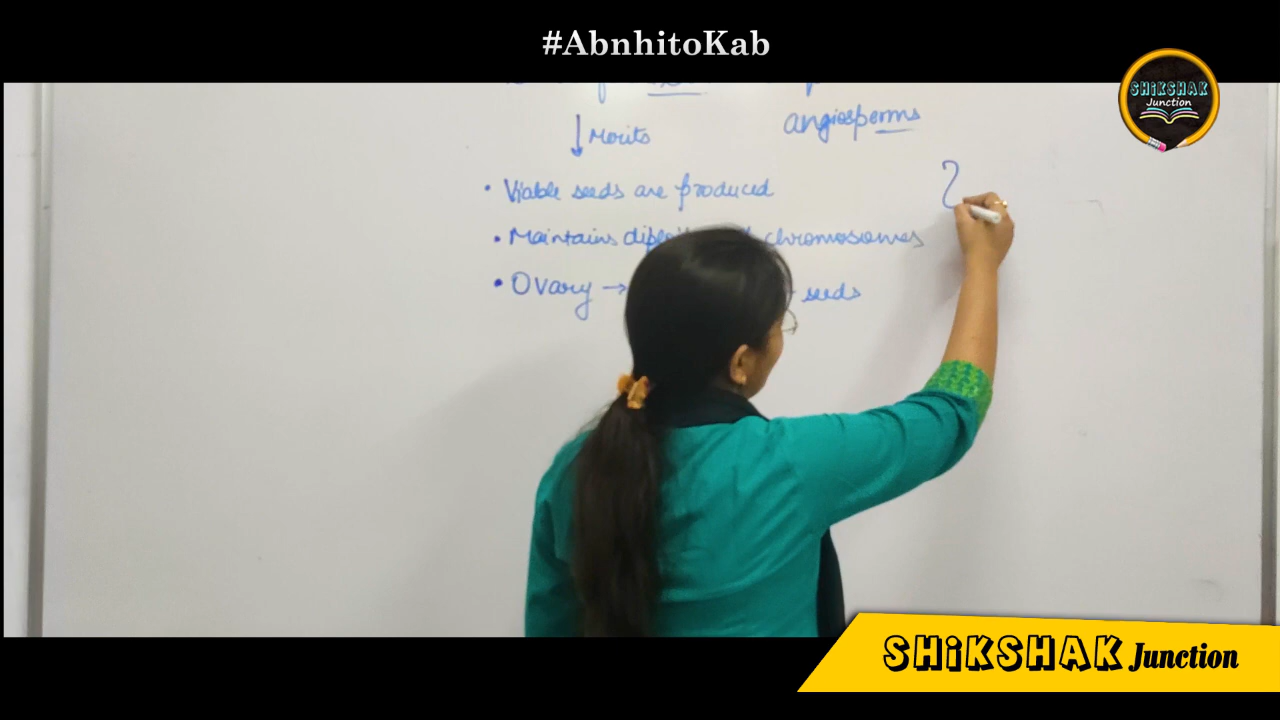 #AbnhitoKab
SHiKSHAK
Junction
angiosperms
↓ Merits
• Viable seeds are produced
• Maintains chromosomes
• Ovary → seeds
SHiKSHAK Junction